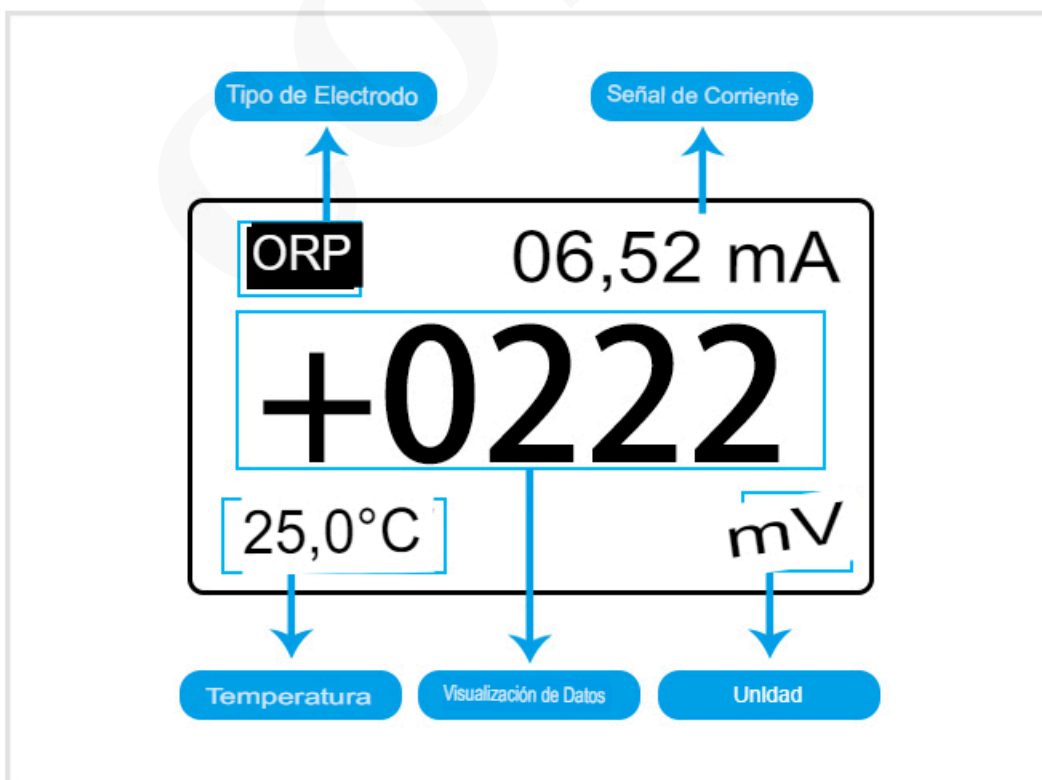 Tipo de Electrodo
Señal de Corriente
ORP
06,52 mA
+0222
25,0°C
mV
Temperatura
Visualización de Datos
Unidad